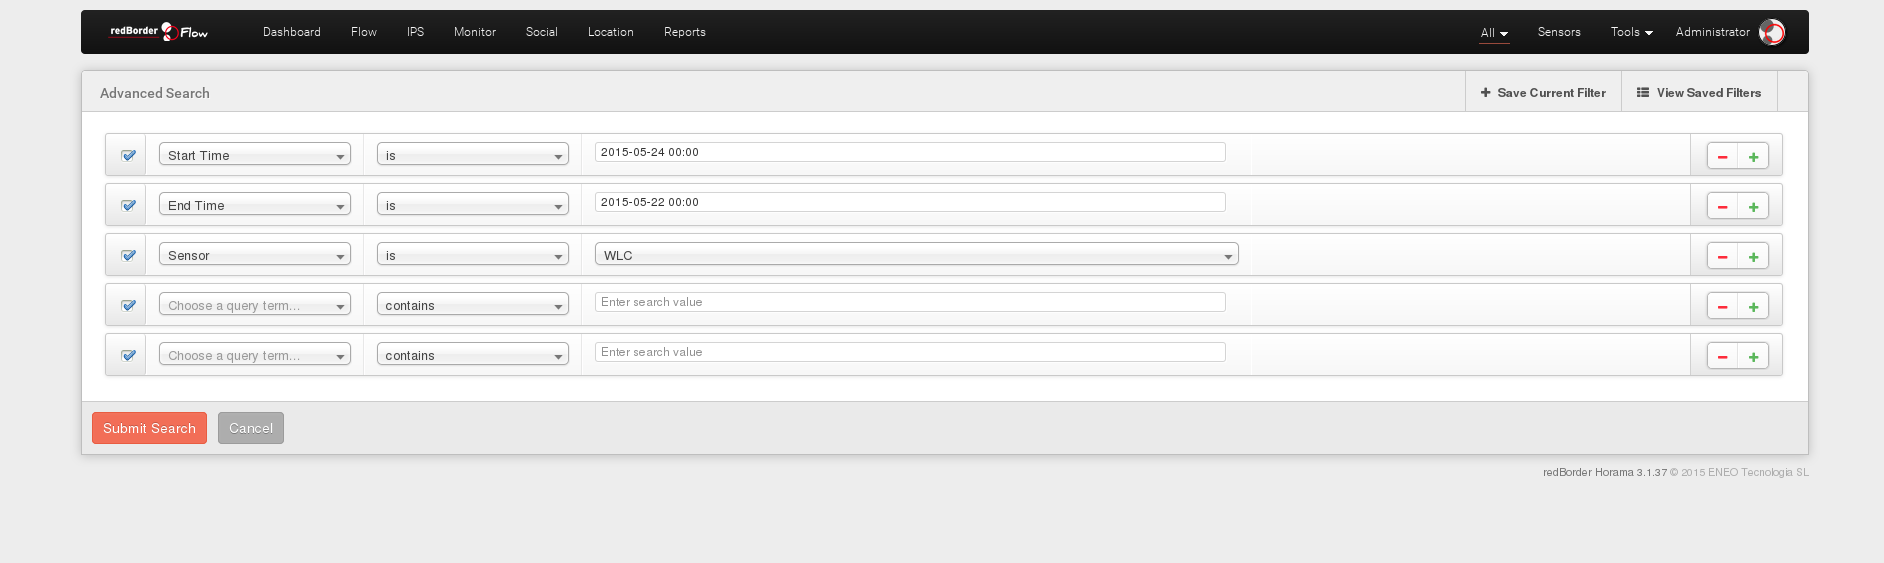 redBorder Flow Dashboard Flow IPS Monitor Social Location Reports All Sensors Tools Administrator
Advanced Search Save Current Filter View Saved Filters
Start Time is 2015-05-24 00:00
End Time is 2015-05-22 00:00
Sensor is WLC
Choose a query term... contains Enter search value
Choose a query term... contains Enter search value
Submit Search Cancel
redBorder Horama 3.1.37 © 2015 ENEO Tecnologia SL